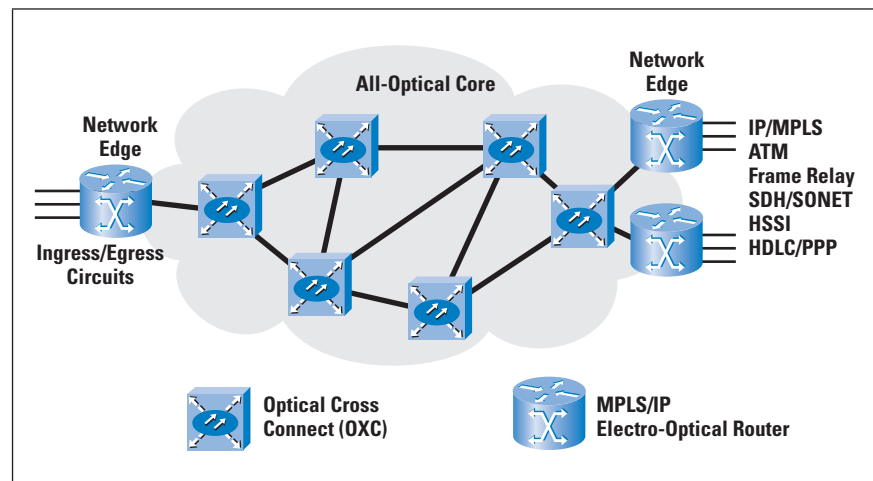 All-Optical Core
Network
Edge
Network
Edge
Ingress/Egress
Circuits
IP/MPLS
ATM
Frame Relay
SDH/SONET
HSSI
HDLC/PPP
Optical Cross
Connect (OXC)
MPLS/IP
Electro-Optical Router